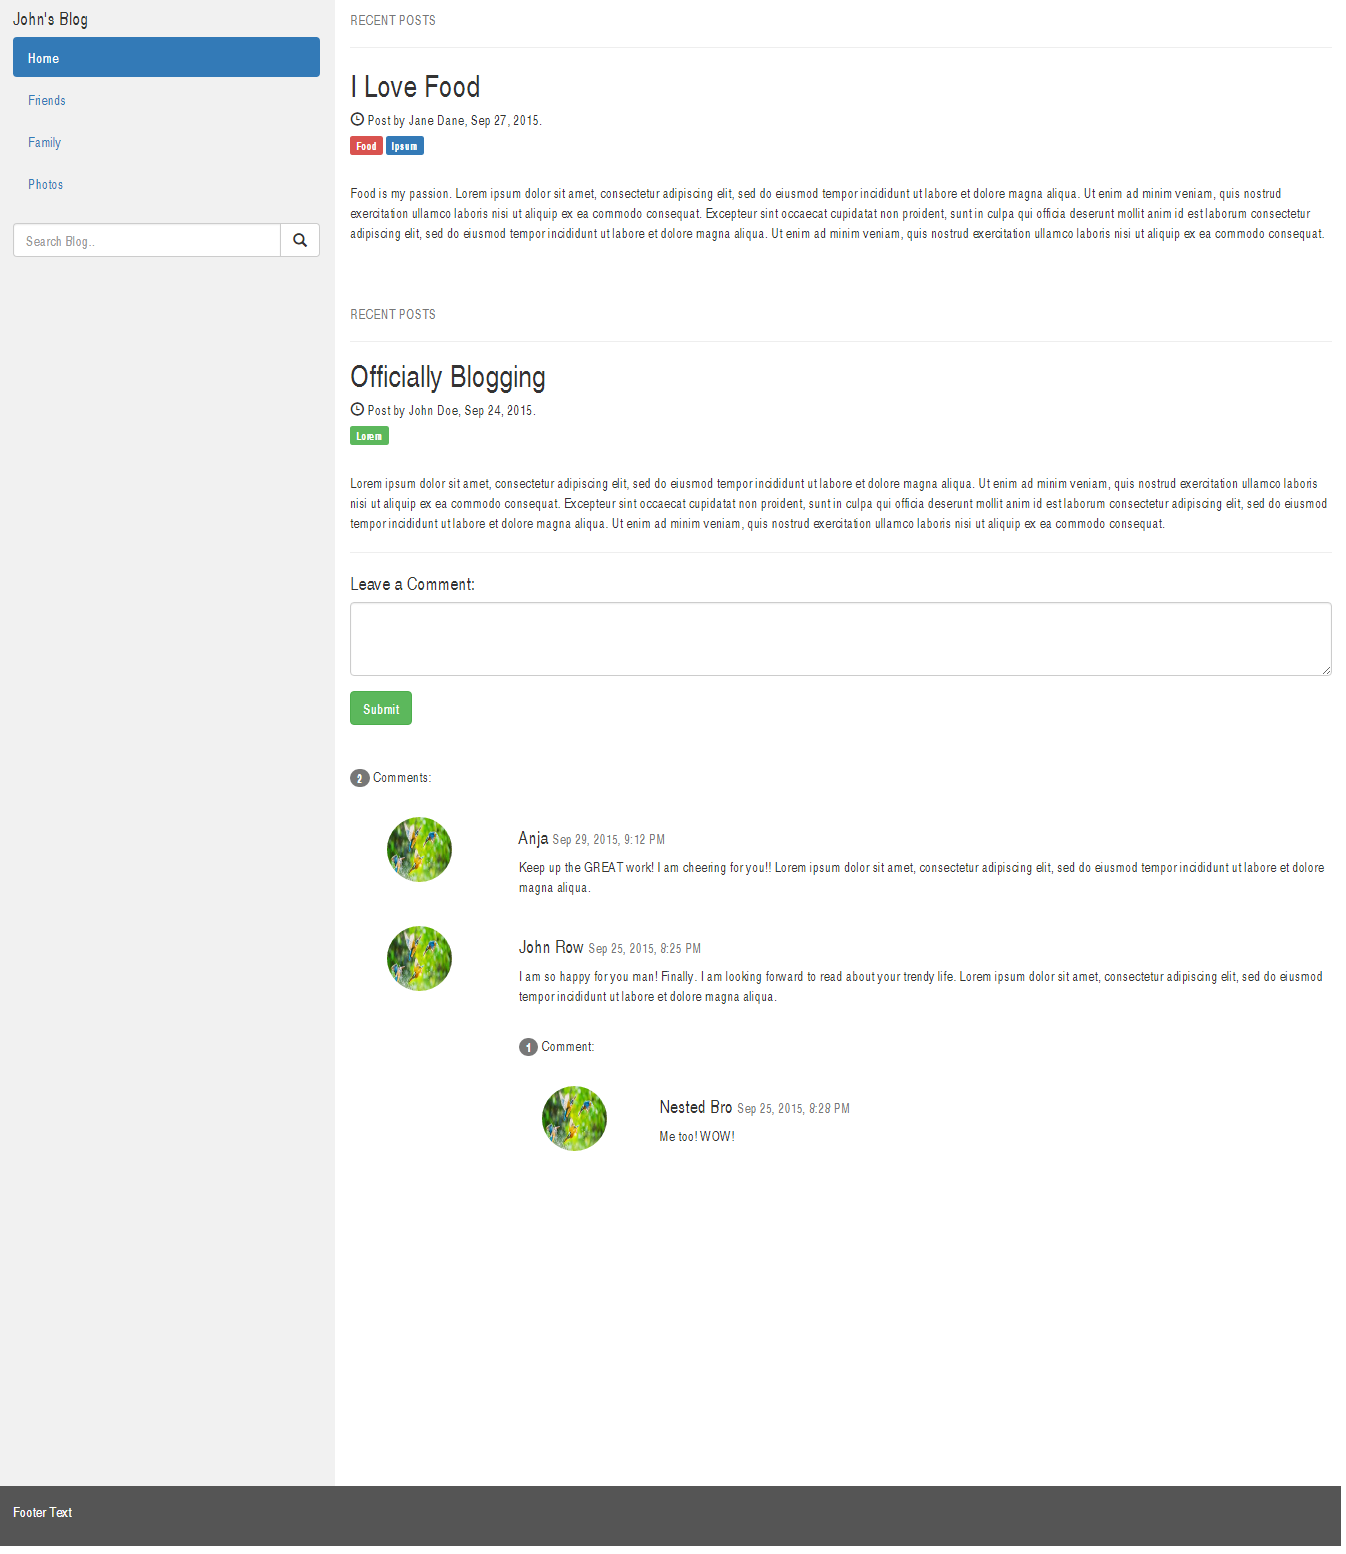 John's Blog
Home
Friends
Family
Photos
Search Blog..
RECENT POSTS
I Love Food
Post by Jane Dane, Sep 27, 2015.
Food Ipsum
Food is my passion. Lorem ipsum dolor sit amet, consectetur adipiscing elit, sed do eiusmod tempor incididunt ut labore et dolore magna aliqua. Ut enim ad minim veniam, quis nostrud
exercitation ullamco laboris nisi ut aliquip ex ea commodo consequat. Excepteur sint occaecat cupidatat non proident, sunt in culpa qui officia deserunt mollit anim id est laborum consectetur
adipiscing elit, sed do eiusmod tempor incididunt ut labore et dolore magna aliqua. Ut enim ad minim veniam, quis nostrud exercitation ullamco laboris nisi ut aliquip ex ea commodo consequat.
RECENT POSTS
Officially Blogging
Post by John Doe, Sep 24, 2015.
Lorem
Lorem ipsum dolor sit amet, consectetur adipiscing elit, sed do eiusmod tempor incididunt ut labore et dolore magna aliqua. Ut enim ad minim veniam, quis nostrud exercitation ullamco laboris
nisi ut aliquip ex ea commodo consequat. Excepteur sint occaecat cupidatat non proident, sunt in culpa qui officia deserunt mollit anim id est laborum consectetur adipiscing elit, sed do eiusmod
tempor incididunt ut labore et dolore magna aliqua. Ut enim ad minim veniam, quis nostrud exercitation ullamco laboris nisi ut aliquip ex ea commodo consequat.
Leave a Comment:
Submit
2 Comments:
Anja Sep 29, 2015, 9:12 PM
Keep up the GREAT work! I am cheering for you!! Lorem ipsum dolor sit amet, consectetur adipiscing elit, sed do eiusmod tempor incididunt ut labore et dolore
magna aliqua.
John Row Sep 25, 2015, 8:25 PM
I am so happy for you man! Finally. I am looking forward to read about your trendy life. Lorem ipsum dolor sit amet, consectetur adipiscing elit, sed do eiusmod
tempor incididunt ut labore et dolore magna aliqua.
1 Comment:
Nested Bro Sep 25, 2015, 8:28 PM
Me too! WOW!
Footer Text